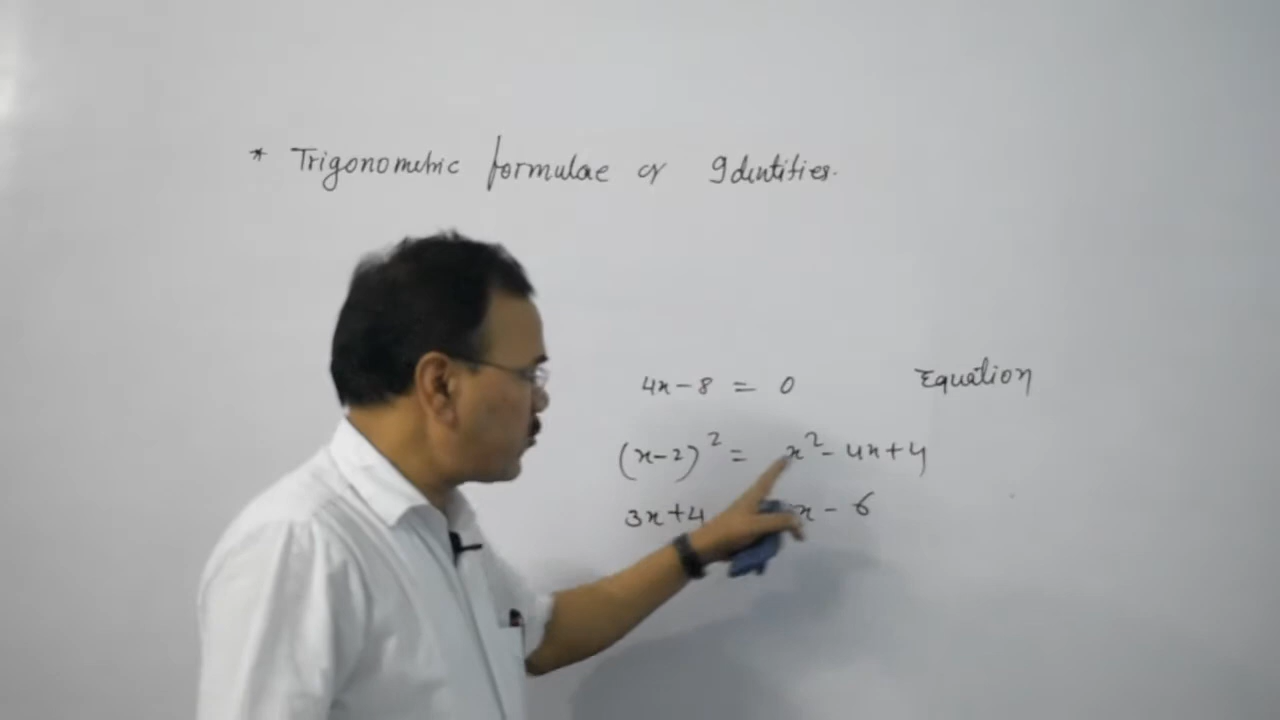 * Trigonometric formulae or Identities.
4x - 8 = 0 Equation
(x-2)² = x² - 4x + 4
3x + 4 x - 6